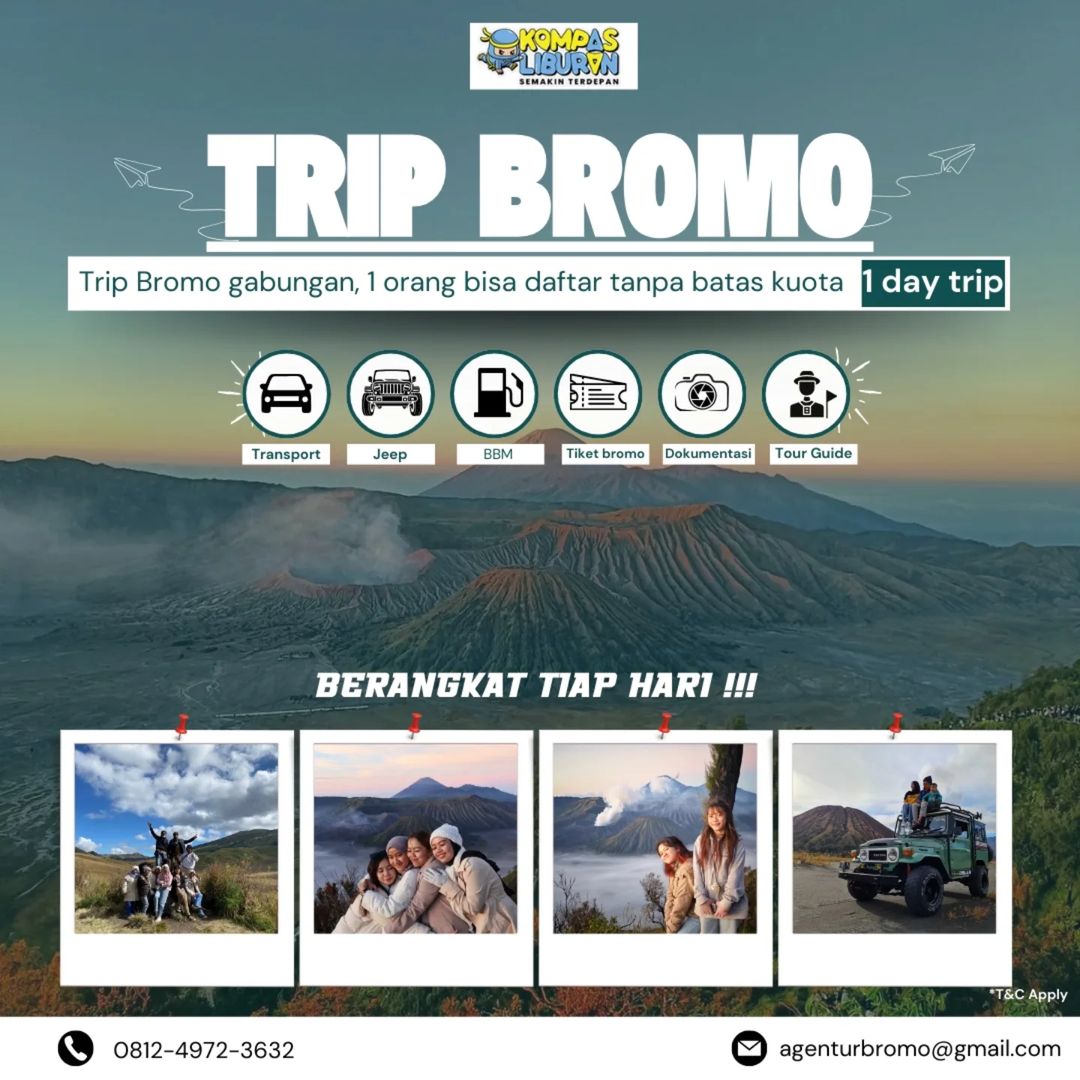 KOMPAS
LIBURAN
SEMAKIN TERDEPAN
TRIP BROMO
Trip Bromo gabungan, 1 orang bisa daftar tanpa batas kuota 1 day trip
Transport Jeep BBM Tiket bromo Dokumentasi Tour Guide
BERANGKAT TIAP HARI !!!
*T&C Apply
0812-4972-3632 agenturbromo@gmail.com